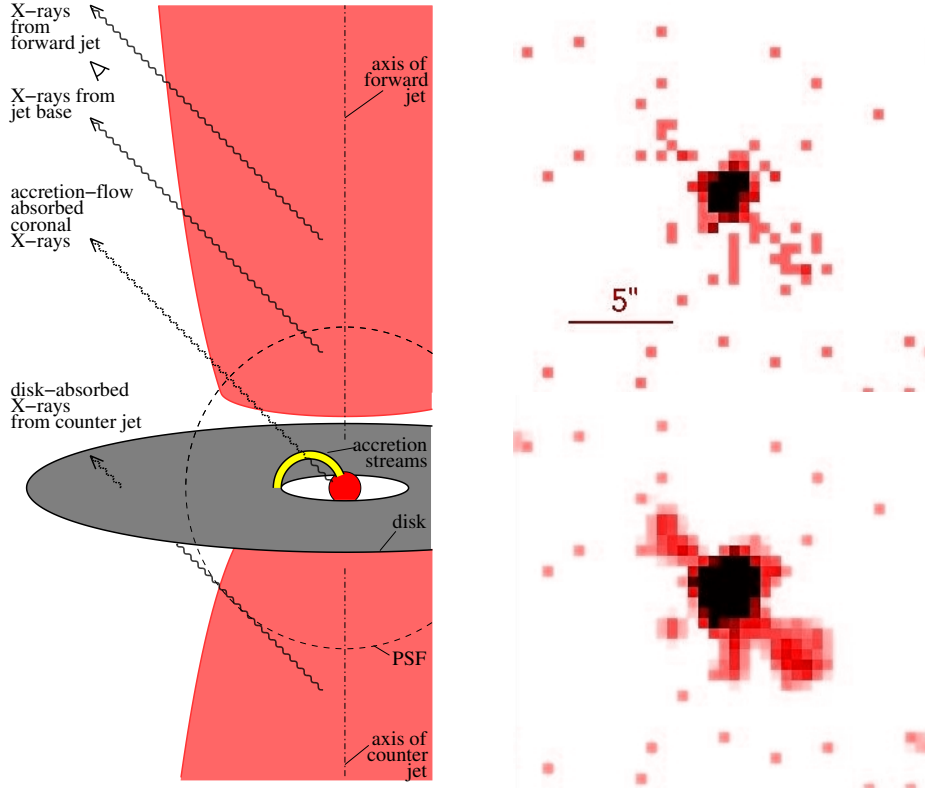 X−rays
from
forward jet
axis of
forward
jet
X−rays from
jet base
accretion−flow
absorbed
coronal
X−rays
5"
disk−absorbed
X−rays
from counter jet
accretion
streams
disk
PSF
axis of
counter
jet